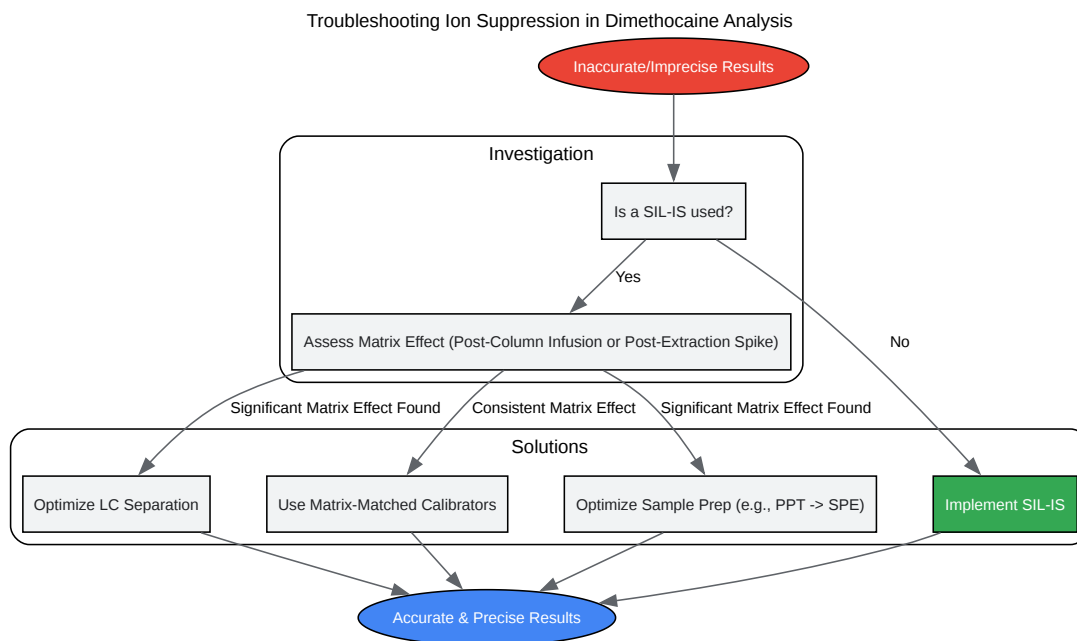 Troubleshooting Ion Suppression in Dimethocaine Analysis
Inaccurate/Imprecise Results
Investigation
Is a SIL-IS used?
Yes
Assess Matrix Effect (Post-Column Infusion or Post-Extraction Spike)
No
Significant Matrix Effect Found
Consistent Matrix Effect
Significant Matrix Effect Found
Solutions
Optimize LC Separation
Use Matrix-Matched Calibrators
Optimize Sample Prep (e.g., PPT -> SPE)
Implement SIL-IS
Accurate & Precise Results